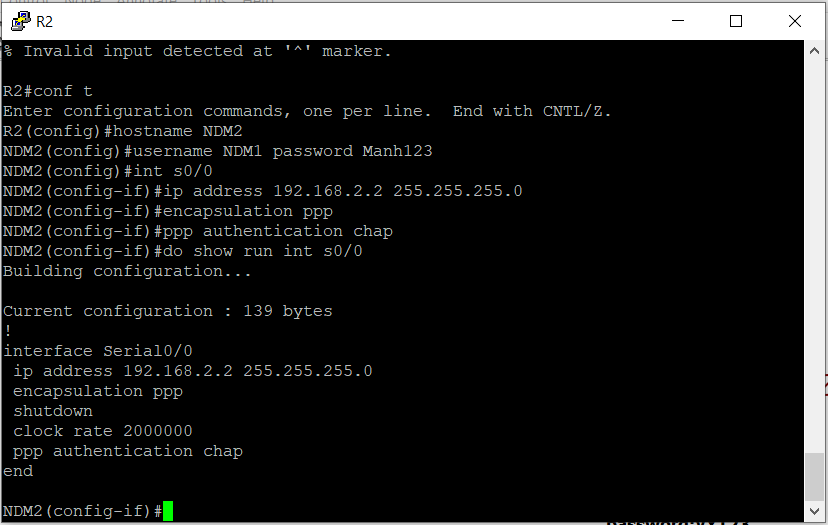 R2
% Invalid input detected at '^' marker.
R2#conf t
Enter configuration commands, one per line.  End with CNTL/Z.
R2(config)#hostname NDM2
NDM2(config)#username NDM1 password Manh123
NDM2(config)#int s0/0
NDM2(config-if)#ip address 192.168.2.2 255.255.255.0
NDM2(config-if)#encapsulation ppp
NDM2(config-if)#ppp authentication chap
NDM2(config-if)#do show run int s0/0
Building configuration...
Current configuration : 139 bytes
!
interface Serial0/0
 ip address 192.168.2.2 255.255.255.0
 encapsulation ppp
 shutdown
 clock rate 2000000
 ppp authentication chap
end
NDM2(config-if)#